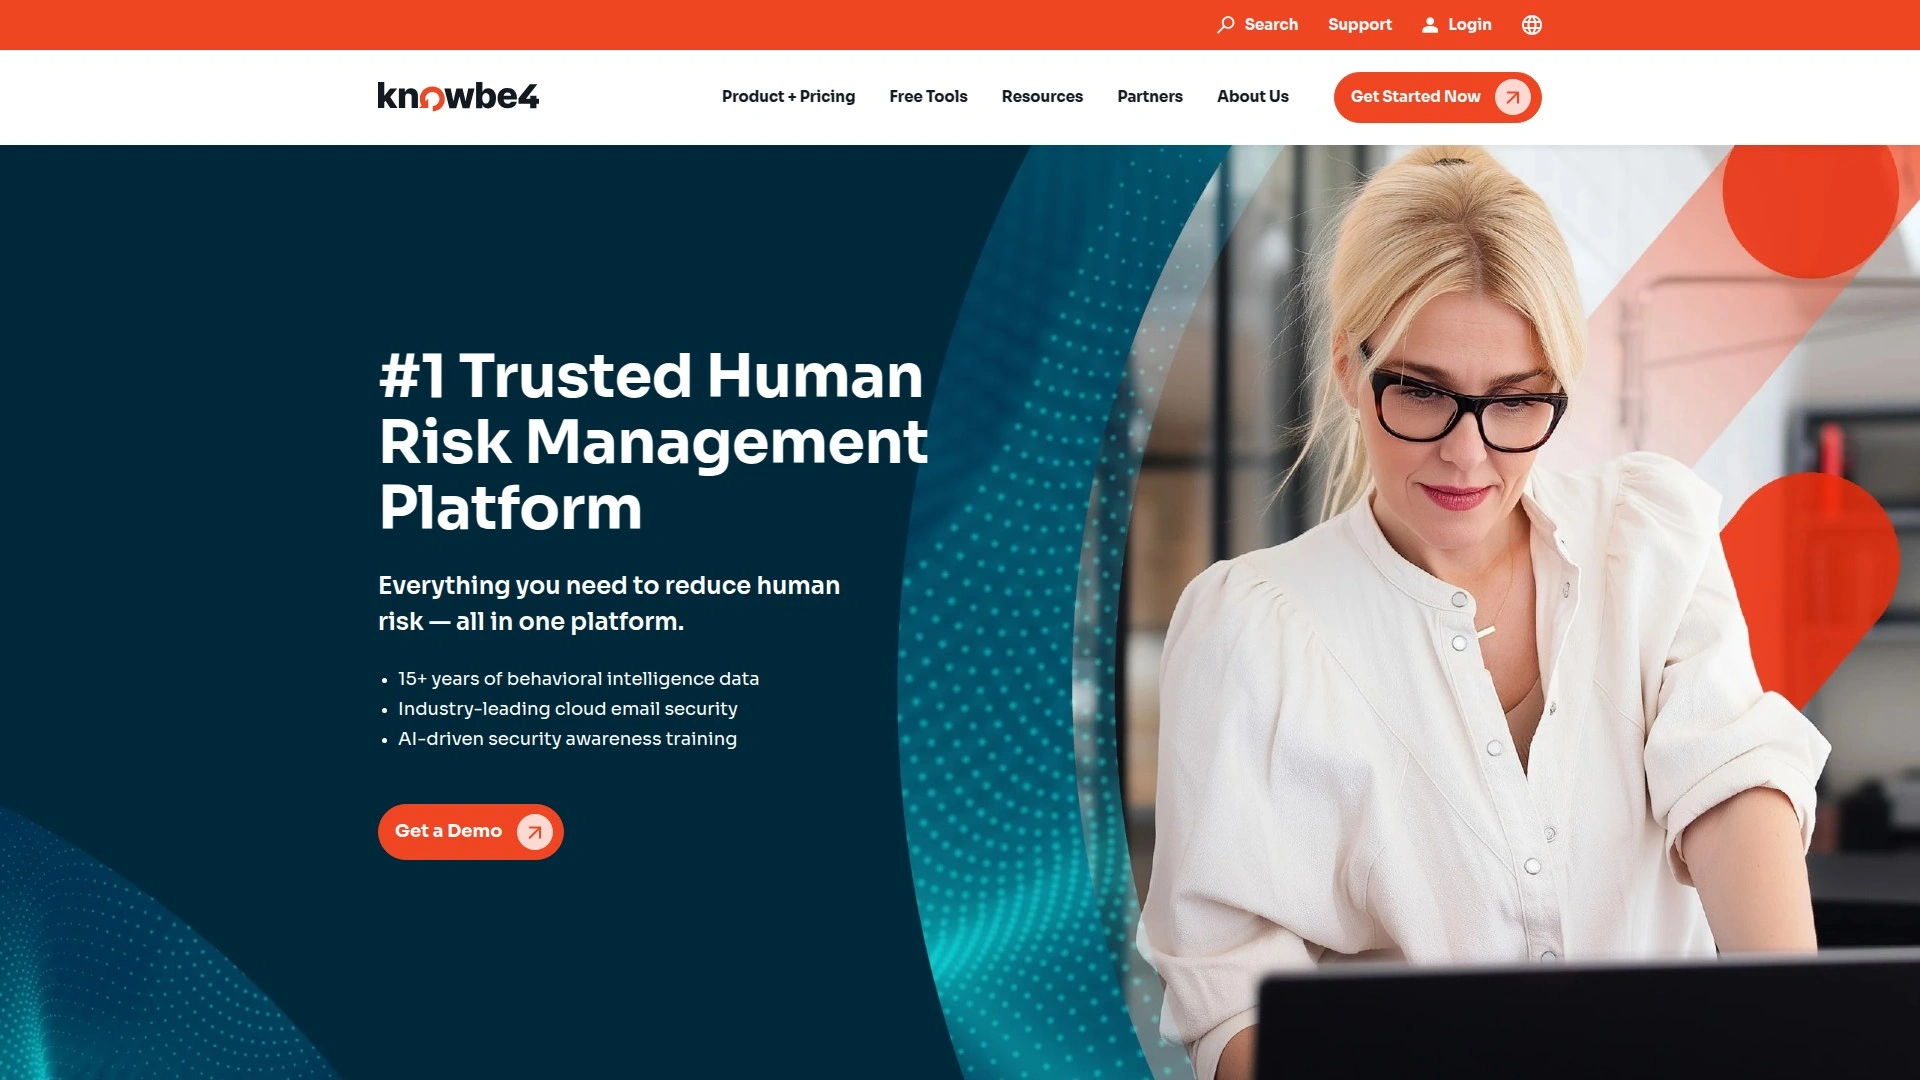 Search Support Login
knowbe4 Product + Pricing Free Tools Resources Partners About Us Get Started Now
#1 Trusted Human
Risk Management
Platform
Everything you need to reduce human
risk — all in one platform.
• 15+ years of behavioral intelligence data
• Industry-leading cloud email security
• AI-driven security awareness training
Get a Demo